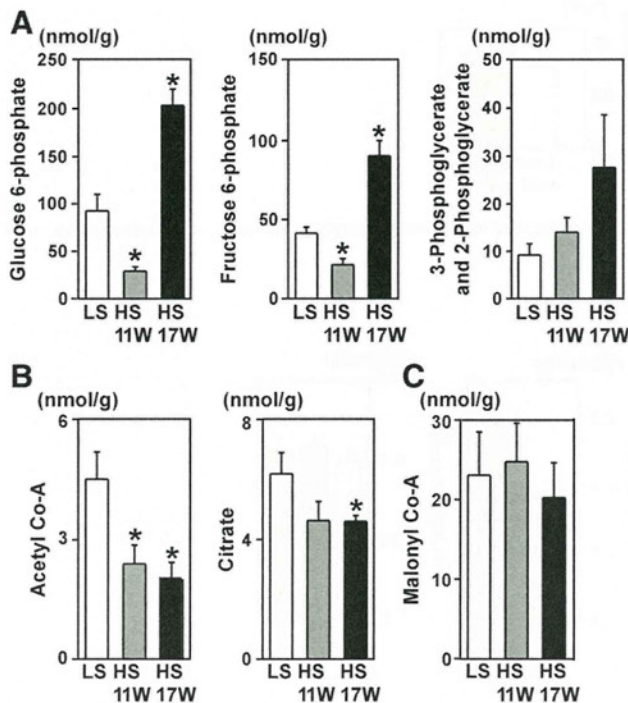 A
(nmol/g)
Glucose 6-phosphate
250
200
150
100
50
0
*
*
LS HS HS
11W 17W
(nmol/g)
Fructose 6-phosphate
150
100
50
0
*
*
LS HS HS
11W 17W
(nmol/g)
3-Phosphoglycerate
and 2-Phosphoglycerate
50
40
30
20
10
0
LS HS HS
11W 17W
B
(nmol/g)
Acetyl Co-A
6
3
0
*
*
LS HS HS
11W 17W
(nmol/g)
Citrate
8
4
0
*
LS HS HS
11W 17W
C
(nmol/g)
Malonyl Co-A
30
20
10
0
LS HS HS
11W 17W